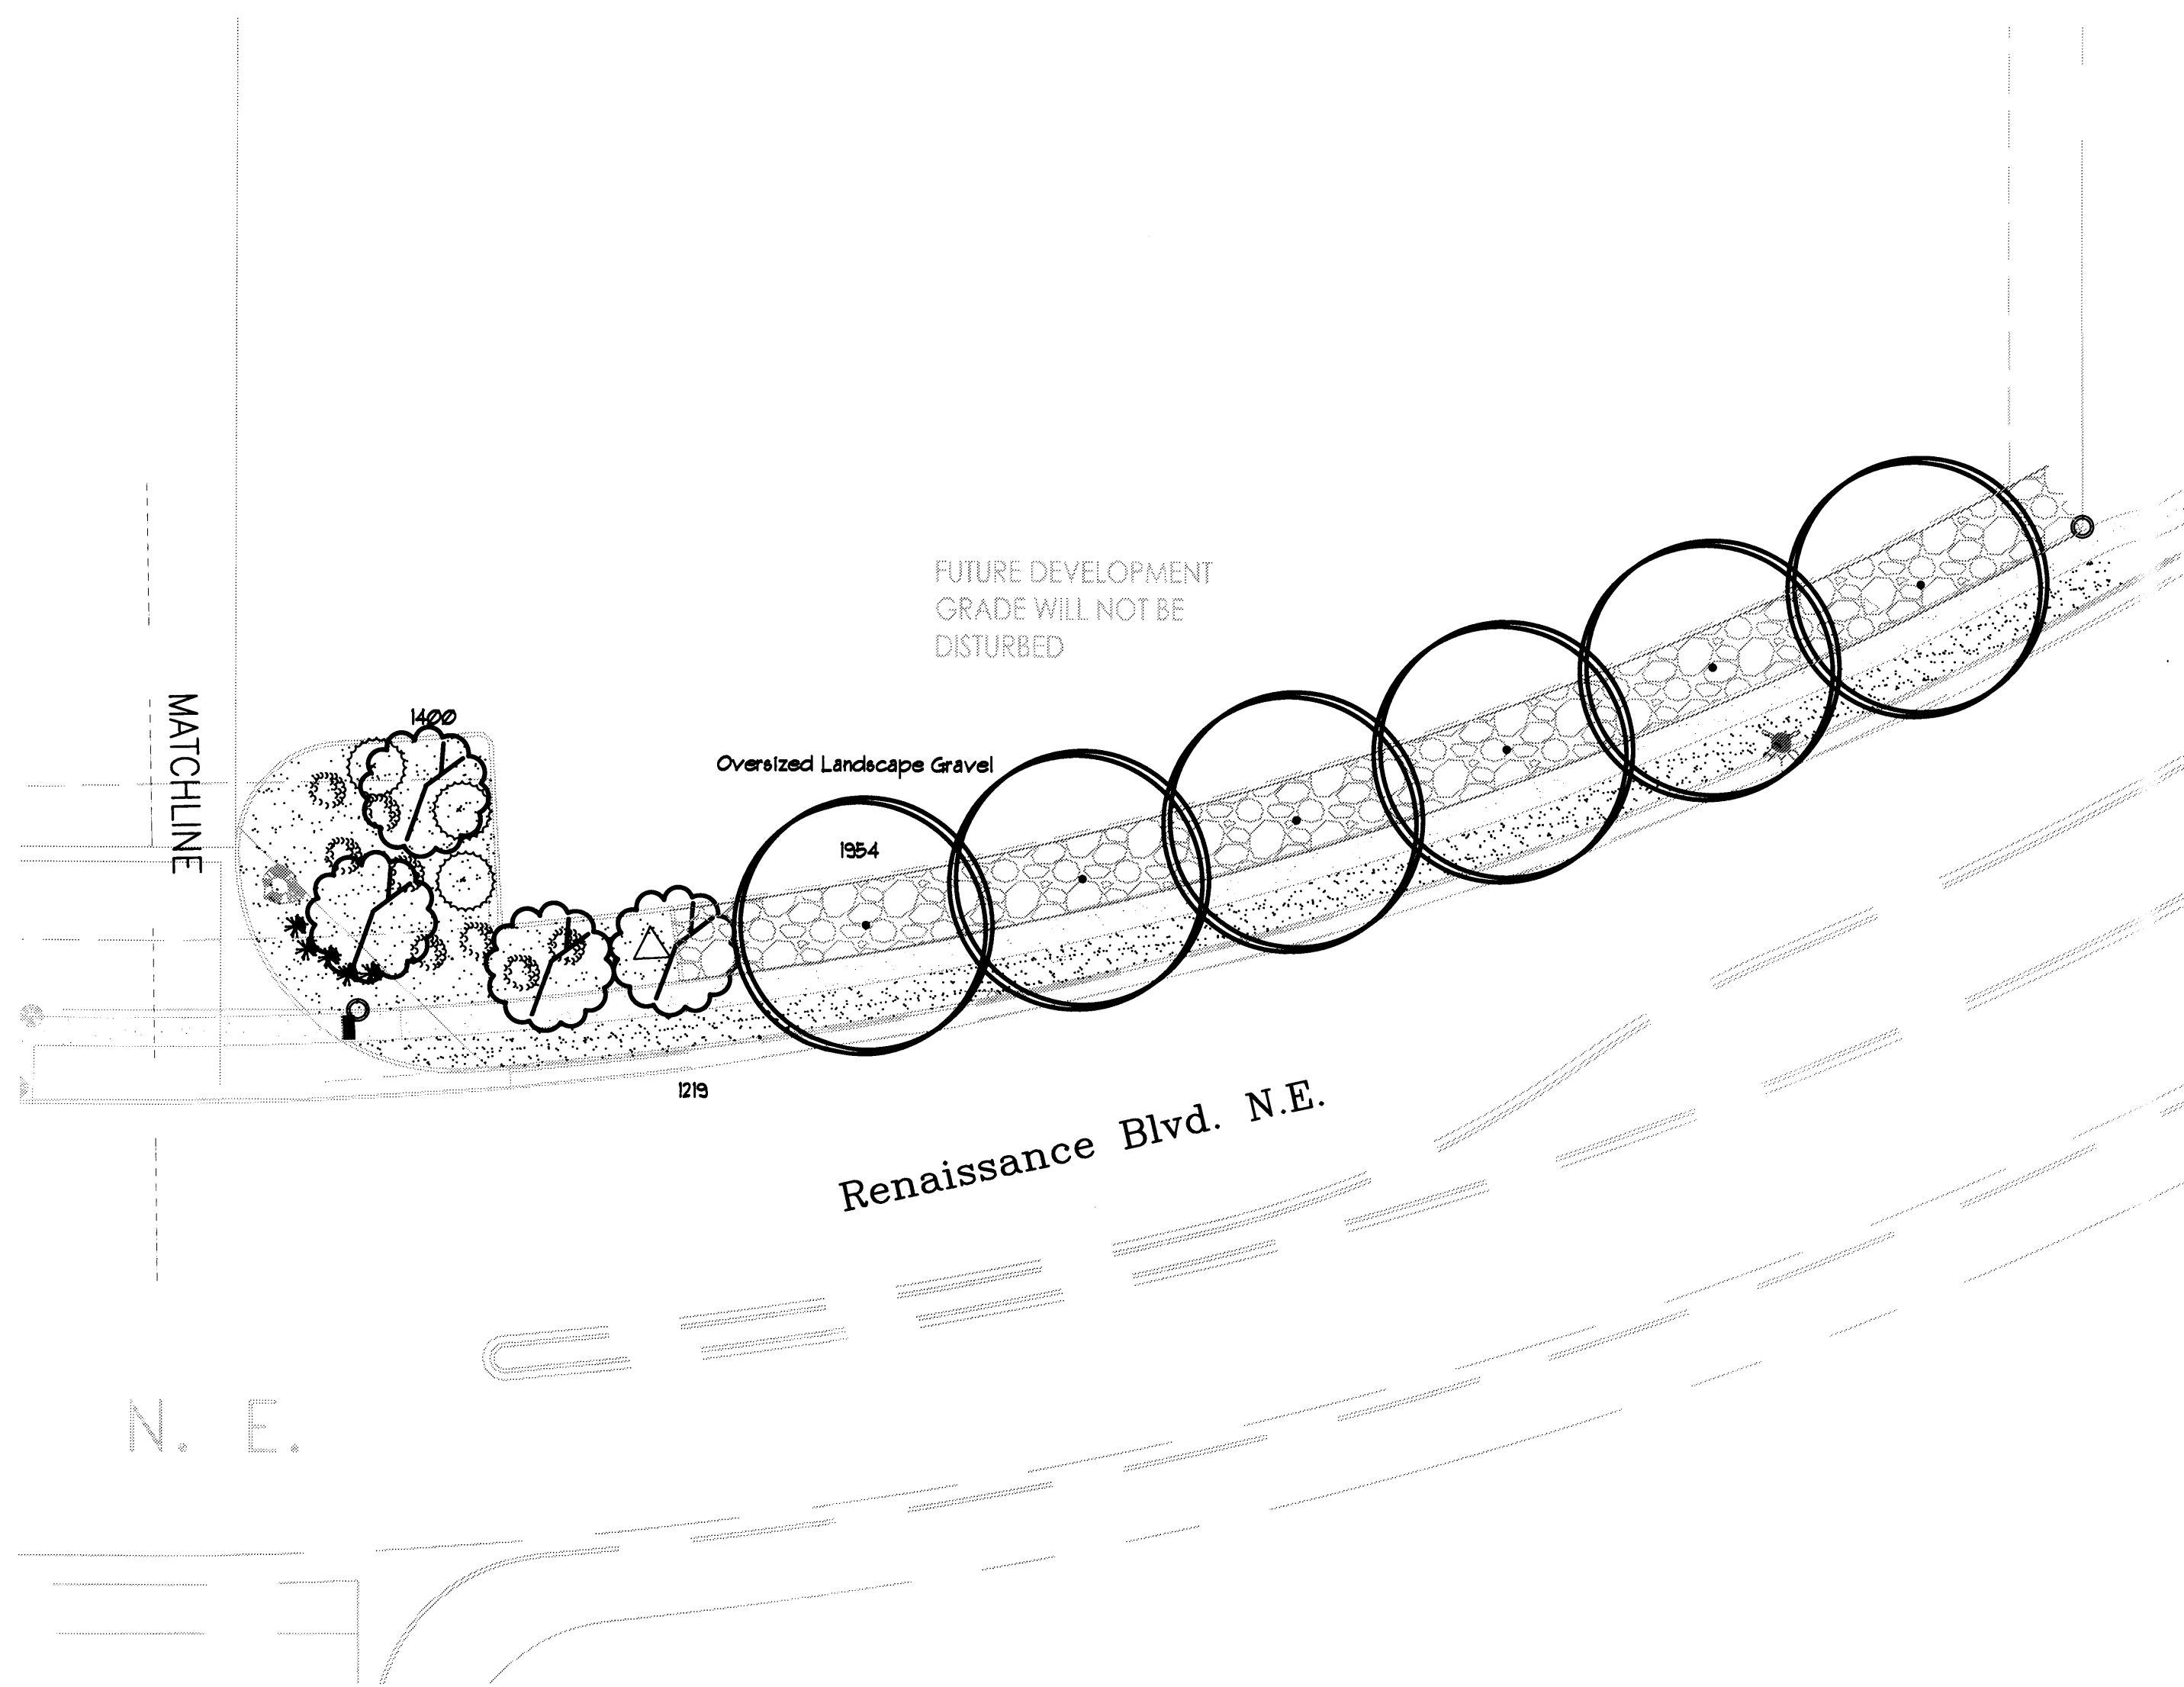 FUTURE DEVELOPMENT
GRADE WILL NOT BE
DISTURBED
MATCHLINE
1400
Oversized Landscape Gravel
1954
1219
Renaissance Blvd. N.E.
N. E.